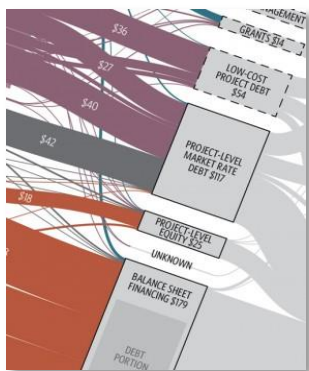 GRANTS $14
$36
LOW-COST
PROJECT DEBT
$54
$27
$40
PROJECT-LEVEL
MARKET RATE
DEBT $117
$42
$18
PROJECT-LEVEL
EQUITY $25
UNKNOWN
BALANCE SHEET
FINANCING $179
DEBT
PORTION